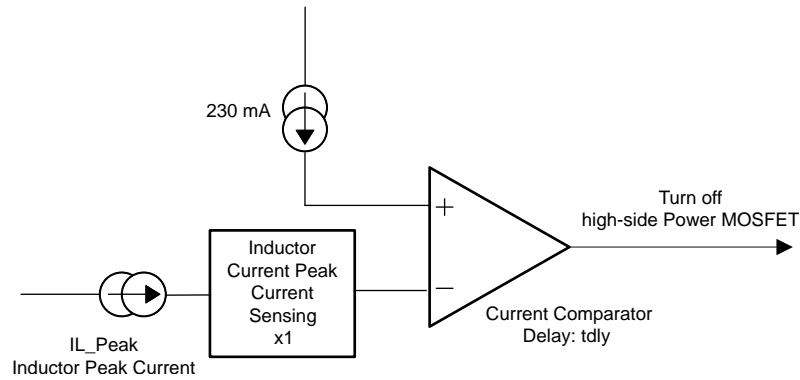 230 mA
+
−
Turn off
high-side Power MOSFET
Inductor
Current Peak
Current
Sensing
x1
Current Comparator
Delay: tdly
IL_Peak
Inductor Peak Current